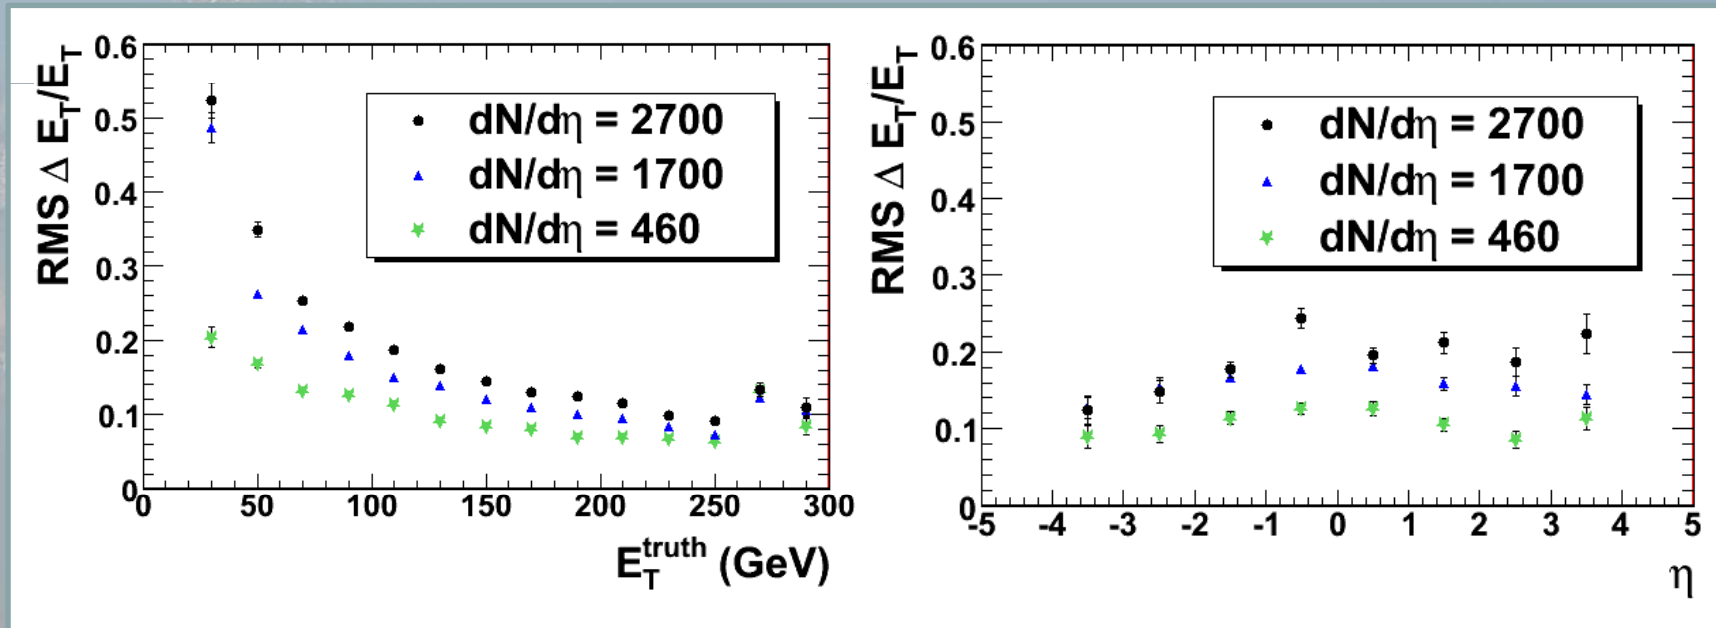 RMS Δ E_T/E_T
0.6
0.5
0.4
0.3
0.2
0.1
0
dN/dη = 2700
dN/dη = 1700
dN/dη = 460
0 50 100 150 200 250 300
E_T^truth (GeV)
RMS Δ E_T/E_T
0.6
0.5
0.4
0.3
0.2
0.1
0
dN/dη = 2700
dN/dη = 1700
dN/dη = 460
-5 -4 -3 -2 -1 0 1 2 3 4 5
η